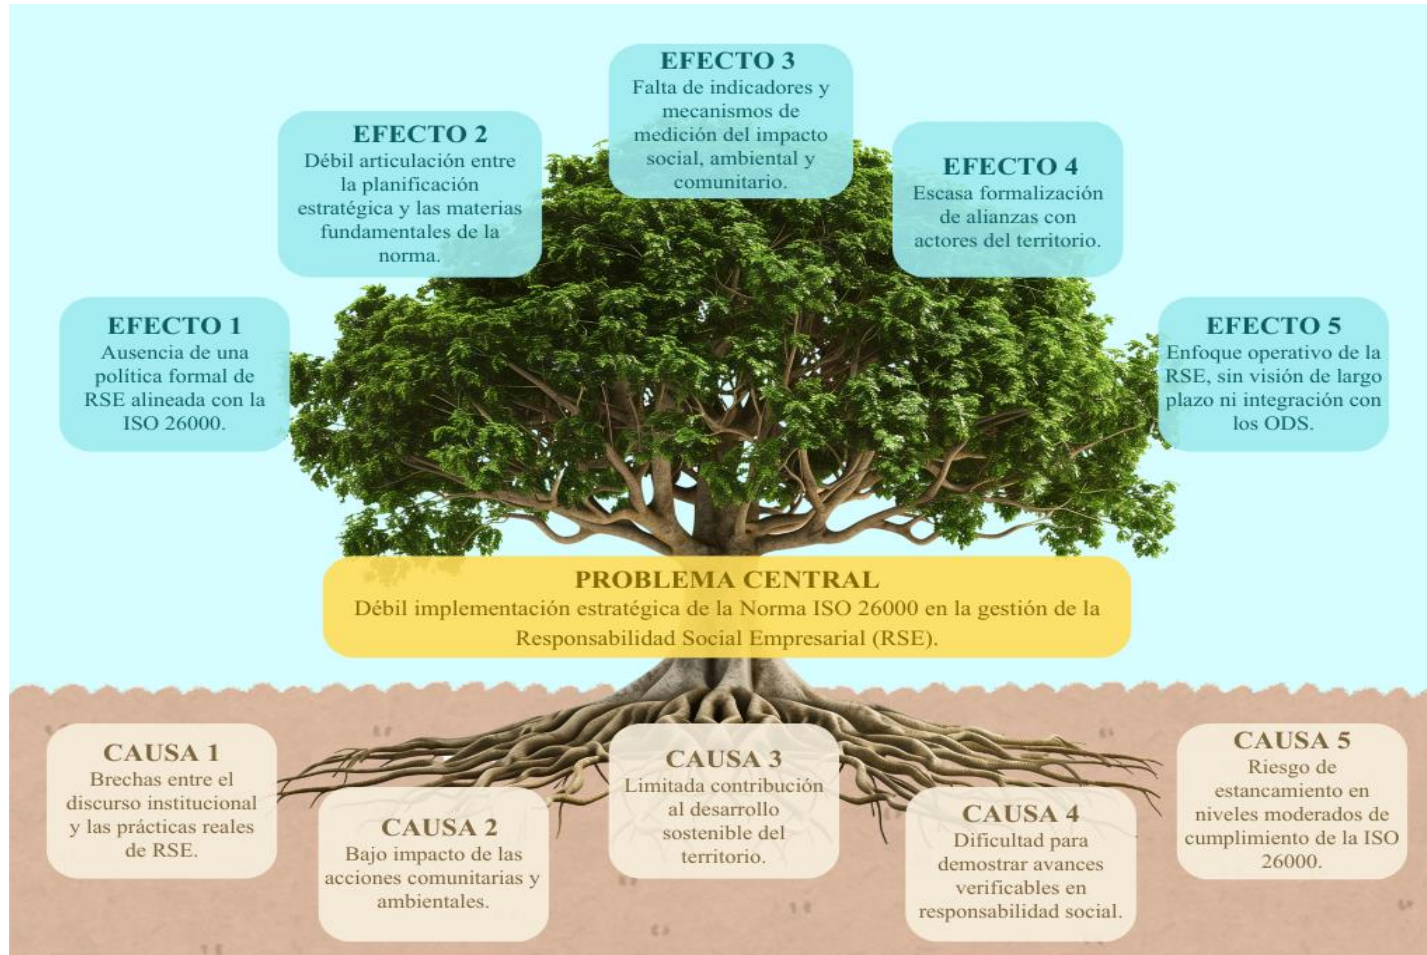 EFECTO 3
Falta de indicadores y
mecanismos de
medición del impacto
social, ambiental y
comunitario.
EFECTO 2
Débil articulación entre
la planificación
estratégica y las materias
fundamentales de la
norma.
EFECTO 4
Escasa formalización
de alianzas con
actores del territorio.
EFECTO 1
Ausencia de una
política formal de
RSE alineada con la
ISO 26000.
EFECTO 5
Enfoque operativo de la
RSE, sin visión de largo
plazo ni integración con
los ODS.
PROBLEMA CENTRAL
Débil implementación estratégica de la Norma ISO 26000 en la gestión de la
Responsabilidad Social Empresarial (RSE).
CAUSA 1
Brechas entre el
discurso institucional
y las prácticas reales
de RSE.
CAUSA 2
Bajo impacto de las
acciones comunitarias y
ambientales.
CAUSA 3
Limitada contribución
al desarrollo
sostenible del
territorio.
CAUSA 4
Dificultad para
demostrar avances
verificables en
responsabilidad social.
CAUSA 5
Riesgo de
estancamiento en
niveles moderados de
cumplimiento de la ISO
26000.